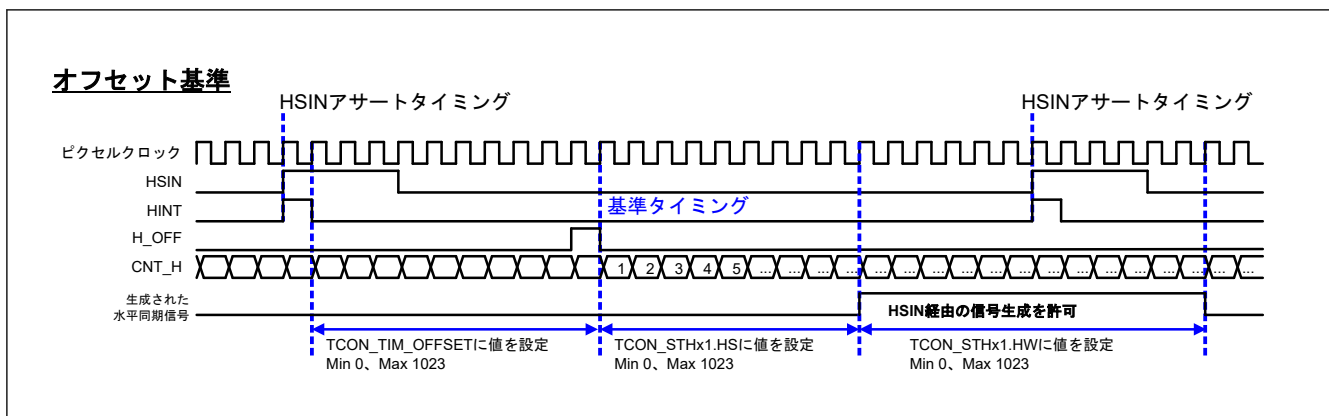 オフセット基準
HSINアサートタイミング
HSINアサートタイミング
ピクセルクロック
HSIN
HINT
基準タイミング
H_OFF
CNT_H
1 2 3 4 5 ... ... ... ... ... ... ... ... ... ... ... ... ... ... ... ... ... ...
生成された
水平同期信号
HSIN経由の信号生成を許可
TCON_TIM_OFFSETに値を設定
Min 0、Max 1023
TCON_STHx1.HSに値を設定
Min 0、Max 1023
TCON_STHx1.HWに値を設定
Min 0、Max 1023